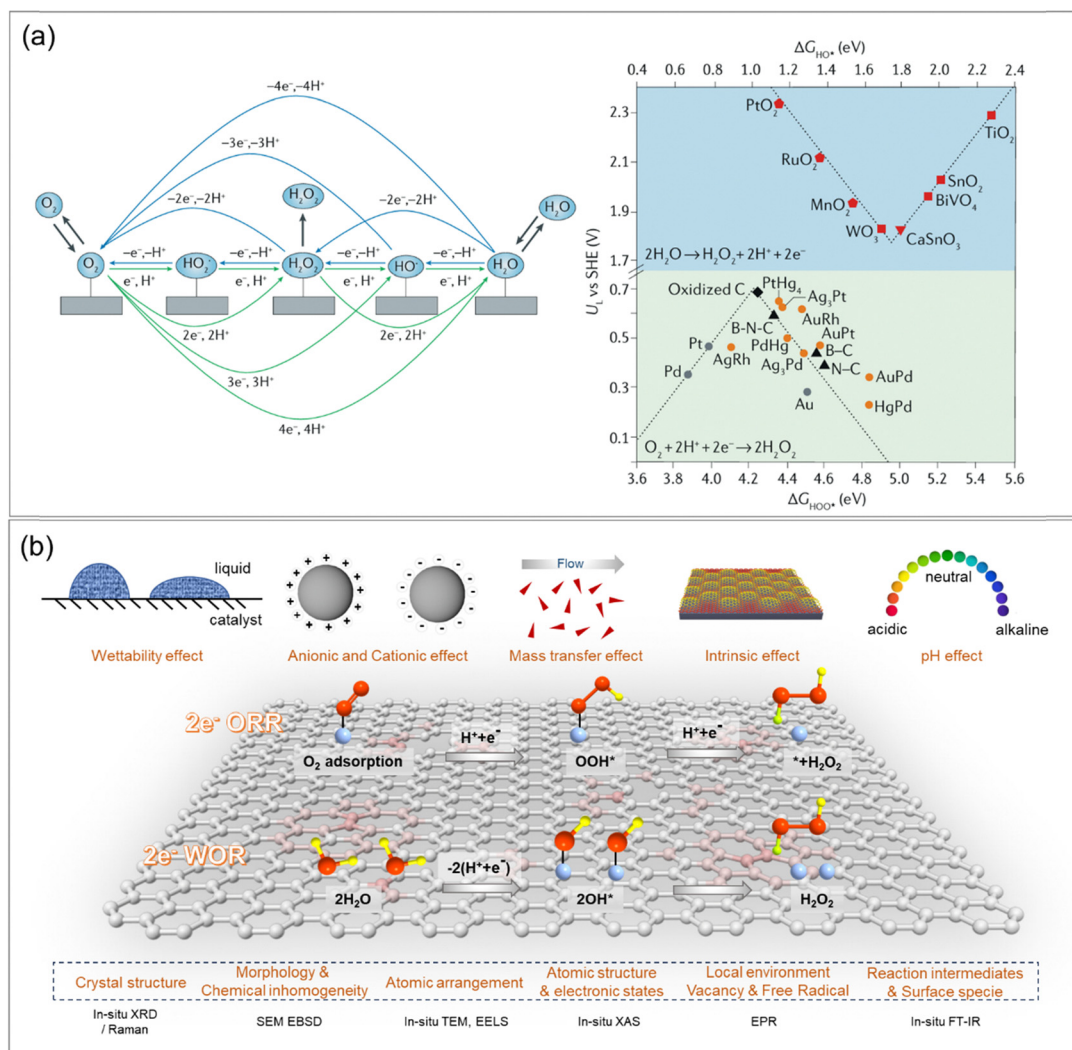 (a)
−4e⁻,−4H⁺
−3e⁻,−3H⁺
−2e⁻,−2H⁺
H₂O₂
−2e⁻,−2H⁺
O₂
H₂O
−e⁻,−H⁺
−e⁻,−H⁺
−e⁻,−H⁺
−e⁻,−H⁺
O₂
HO₂·
H₂O₂
HO·
H₂O
e⁻, H⁺
e⁻, H⁺
e⁻, H⁺
e⁻, H⁺
2e⁻, 2H⁺
2e⁻, 2H⁺
3e⁻, 3H⁺
4e⁻, 4H⁺
ΔG_HO• (eV)
0.4 0.6 0.8 1.0 1.2 1.4 1.6 1.8 2.0 2.2 2.4
U_L vs SHE (V)
2.3
2.1
1.9
0.7
0.5
0.3
0.1
PtO₂
TiO₂
RuO₂
SnO₂
MnO₂
BiVO₄
WO₃
CaSnO₃
2H₂O→H₂O₂+ 2H⁺+ 2e⁻
Oxidized C
PtHg₄
Ag₃Pt
AuRh
B-N-C
AuPt
Pt
PdHg
B–C
AgRh
Ag₃Pd
N–C
Pd
AuPd
Au
HgPd
O₂ +2H⁺+ 2e⁻→2H₂O₂
3.6 3.8 4.0 4.2 4.4 4.6 4.8 5.0 5.2 5.4 5.6
ΔG_HOO• (eV)
(b)
liquid
catalyst
Wettability effect
+ + + + + + + + + + + + + +
- - - - - - - - - - - - - -
Anionic and Cationic effect
Flow
Mass transfer effect
Intrinsic effect
neutral
acidic
alkaline
pH effect
2e⁻ ORR
O₂ adsorption
H⁺+e⁻
OOH*
H⁺+e⁻
*+H₂O₂
2e⁻ WOR
2H₂O
-2(H⁺+e⁻)
2OH*
H₂O₂
Crystal structure
Morphology &
Chemical inhomogeneity
Atomic arrangement
Atomic structure
& electronic states
Local environment
Vacancy & Free Radical
Reaction intermediates
& Surface specie
In-situ XRD
/ Raman
SEM EBSD
In-situ TEM, EELS
In-situ XAS
EPR
In-situ FT-IR